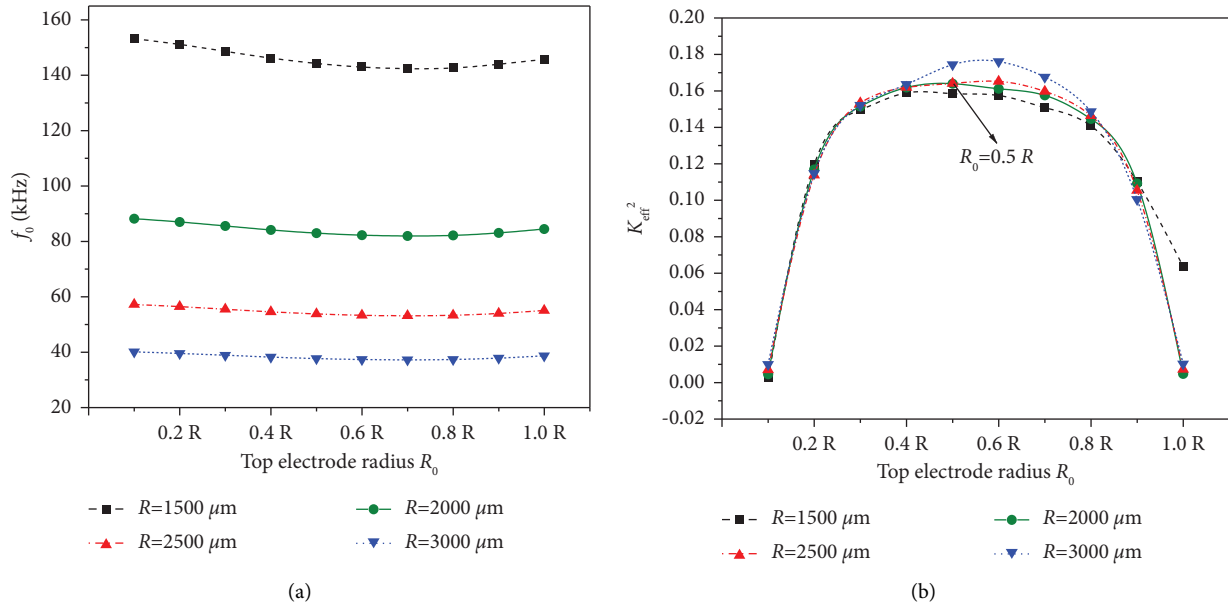 160
140
120
100
80
60
40
20
f₀ (kHz)
0.2 R
0.4 R
0.6 R
0.8 R
1.0 R
Top electrode radius R₀
R=1500 μm
R=2000 μm
R=2500 μm
R=3000 μm
(a)
0.20
0.18
0.16
0.14
0.12
0.10
0.08
0.06
0.04
0.02
0.00
-0.02
K_eff²
R₀=0.5 R
0.2 R
0.4 R
0.6 R
0.8 R
1.0 R
Top electrode radius R₀
R=1500 μm
R=2000 μm
R=2500 μm
R=3000 μm
(b)